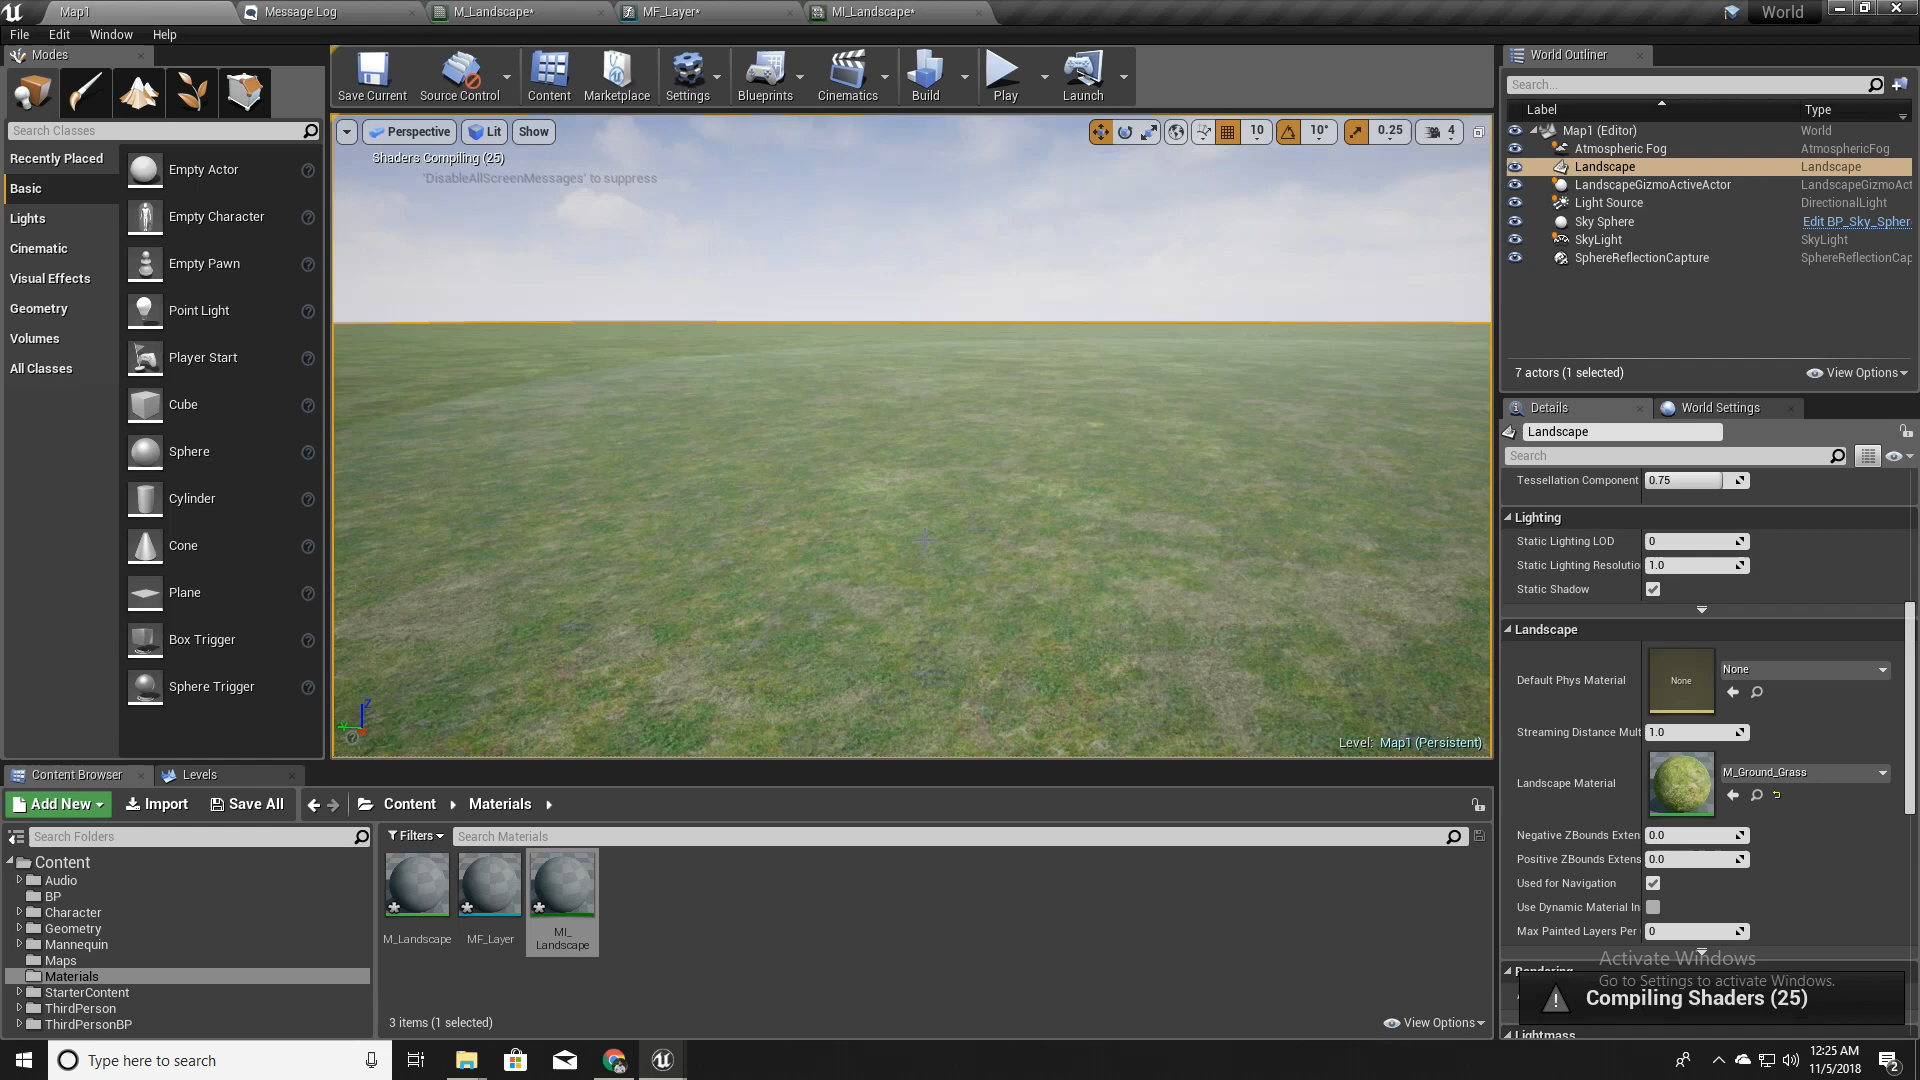 Map1
Message Log
M_Landscape*
MF_Layer*
MI_Landscape*
World
File
Edit
Window
Help
Modes
Search Classes
Recently Placed
Basic
Lights
Cinematic
Visual Effects
Geometry
Volumes
All Classes
Empty Actor
Empty Character
Empty Pawn
Point Light
Player Start
Cube
Sphere
Cylinder
Cone
Plane
Box Trigger
Sphere Trigger
Save Current
Source Control
Content
Marketplace
Settings
Blueprints
Cinematics
Build
Play
Launch
Perspective
Lit
Show
10
10°
0.25
4
Shaders Compiling (25)
'DisableAllScreenMessages' to suppress
Z
Level: Map1 (Persistent)
World Outliner
Search...
Label
Type
Map1 (Editor)
World
Atmospheric Fog
AtmosphericFog
Landscape
Landscape
LandscapeGizmoActiveActor
LandscapeGizmoAct
Light Source
DirectionalLight
Sky Sphere
Edit BP_Sky_Spher
SkyLight
SkyLight
SphereReflectionCapture
SphereReflectionCap
7 actors (1 selected)
View Options
Details
World Settings
Landscape
Search
Tessellation Component
0.75
Lighting
Static Lighting LOD
0
Static Lighting Resolutio
1.0
Static Shadow
Landscape
Default Phys Material
None
None
Streaming Distance Mult
1.0
Landscape Material
M_Ground_Grass
Negative ZBounds Exten
0.0
Positive ZBounds Extens
0.0
Used for Navigation
Use Dynamic Material In
Max Painted Layers Per
0
Rendering
Activate Windows
Go to Settings to activate Windows.
Compiling Shaders (25)
Lightmass
Content Browser
Levels
Add New
Import
Save All
Content
Materials
Search Folders
Filters
Search Materials
Content
Audio
BP
Character
Geometry
Mannequin
Maps
Materials
StarterContent
ThirdPerson
ThirdPersonBP
M_Landscape
MF_Layer
MI_
Landscape
3 items (1 selected)
View Options
Type here to search
12:25 AM
11/5/2018
2